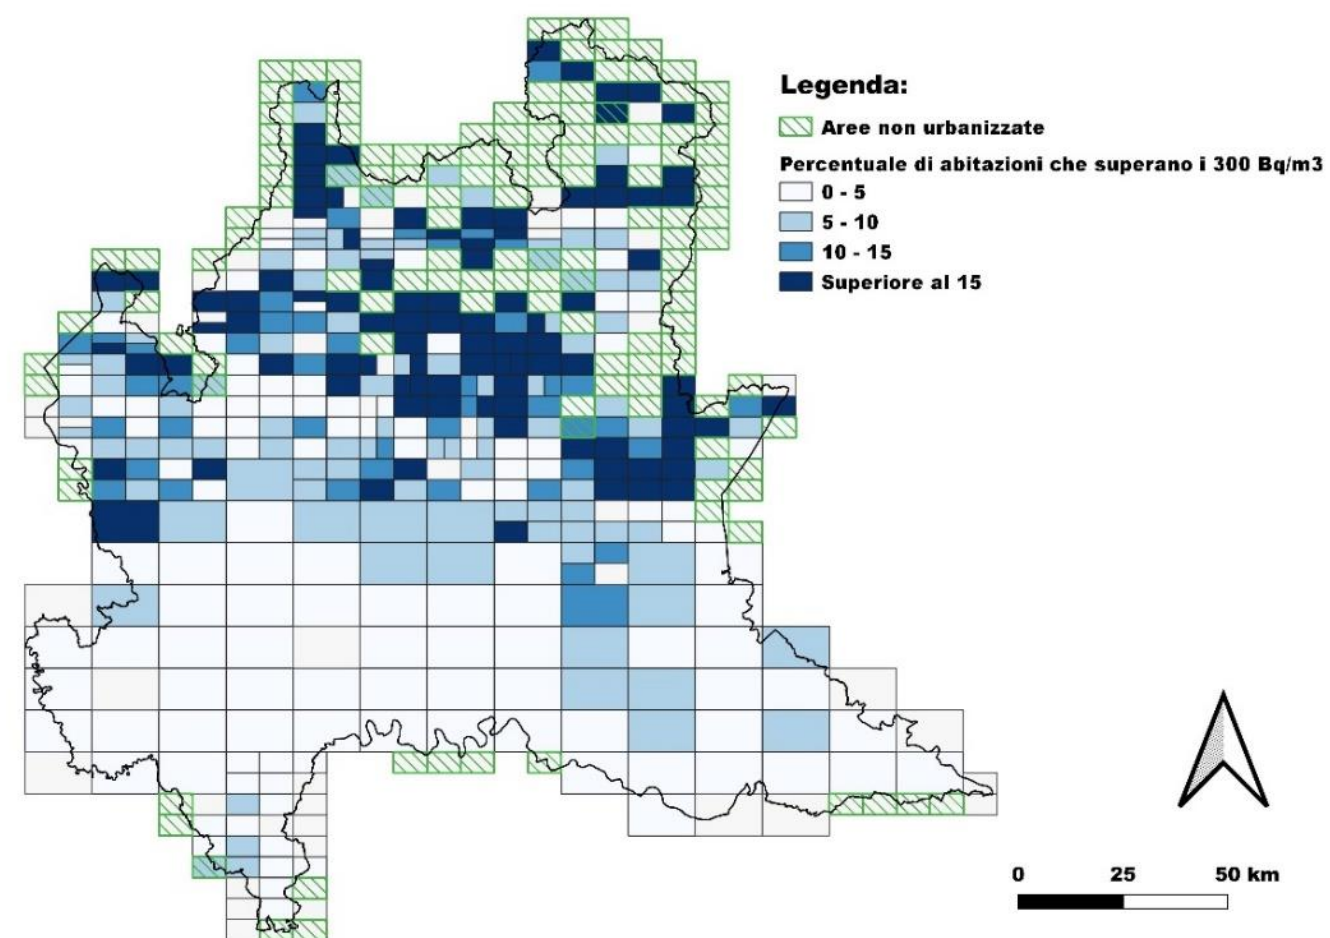 Legenda:
Aree non urbanizzate
Percentuale di abitazioni che superano i 300 Bq/m3
0 - 5
5 - 10
10 - 15
Superiore al 15
0 25 50 km